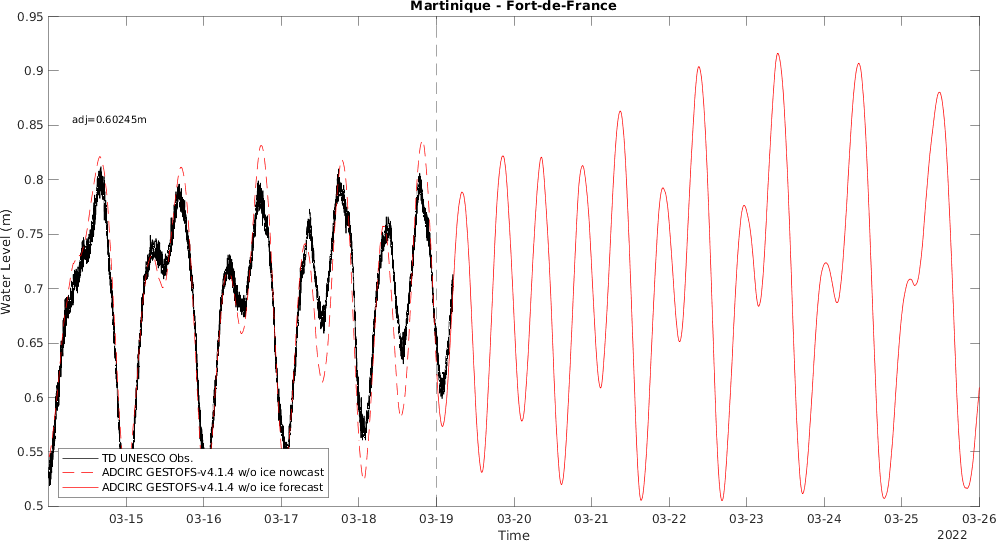 Martinique - Fort-de-France
0.95
0.9
0.85
0.8
0.75
0.7
0.65
0.6
0.55
0.5
Water Level (m)
adj=0.60245m
TD UNESCO Obs.
ADCIRC GESTOFS-v4.1.4 w/o ice nowcast
ADCIRC GESTOFS-v4.1.4 w/o ice forecast
03-15 03-16 03-17 03-18 03-19 03-20 03-21 03-22 03-23 03-24 03-25 03-26
Time
2022